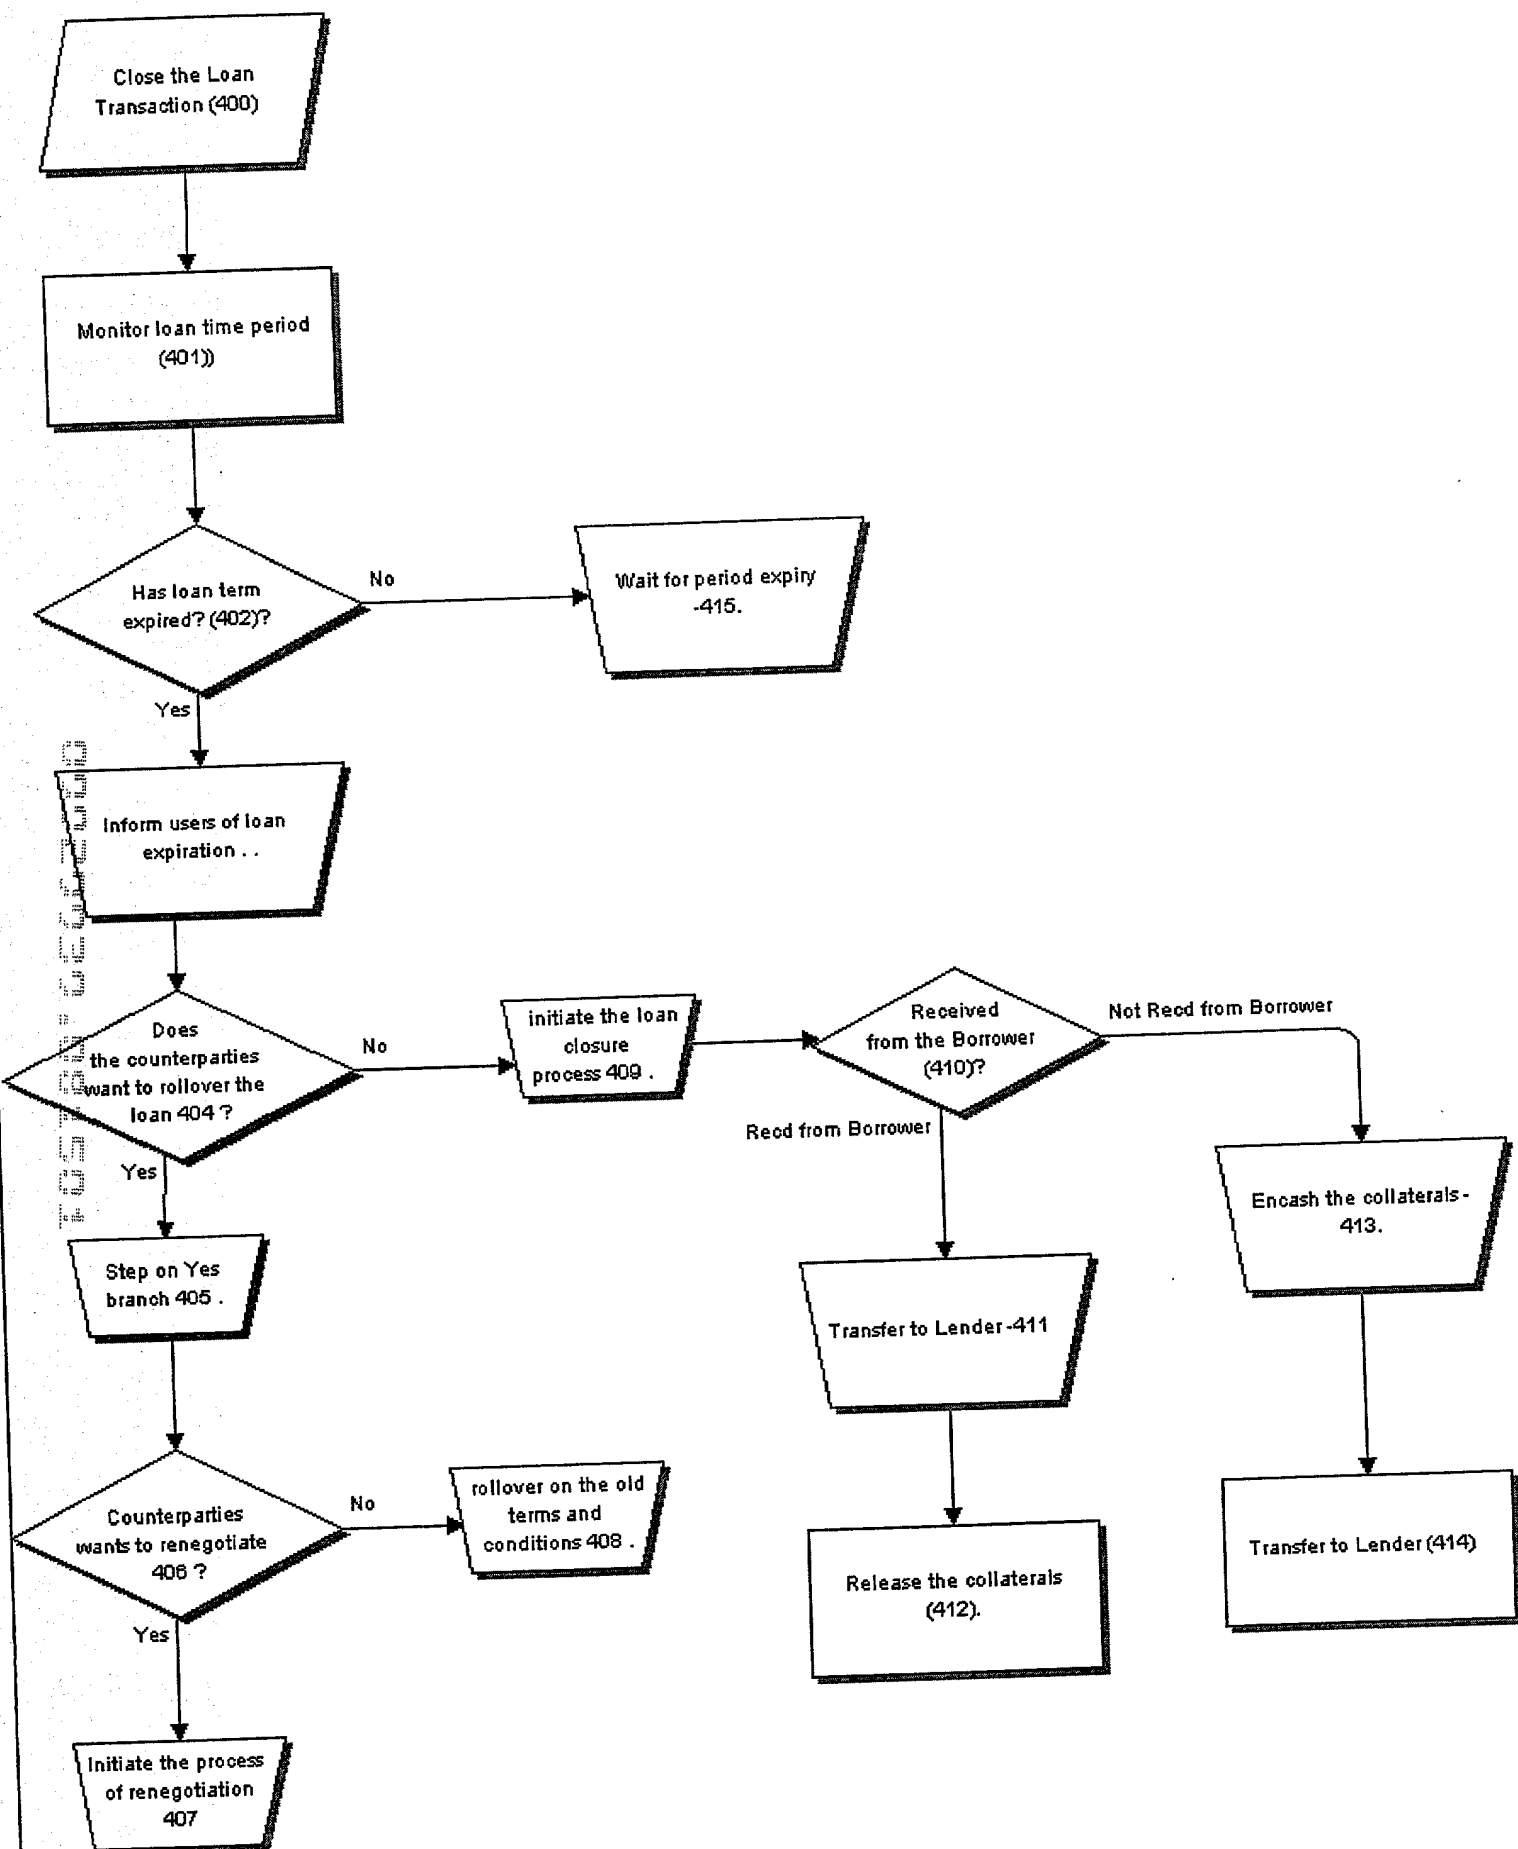 Close the Loan
Transaction (400)
Monitor loan time period
(401))
Has loan term
expired? (402)?
No
Wait for period expiry
-415.
Yes
Inform users of loan
expiration . .
Does
the counterparties
want to rollover the
loan 404 ?
No
initiate the loan
closure
process 409 .
Received
from the Borrower
(410)?
Not Recd from Borrower
Recd from Borrower
Yes
Encash the collaterals -
413.
Step on Yes
branch 405 .
Transfer to Lender -411
Counterparties
wants to renegotiate
406 ?
No
rollover on the old
terms and
conditions 408 .
Release the collaterals
(412).
Transfer to Lender (414)
Yes
Initiate the process
of renegotiation
407